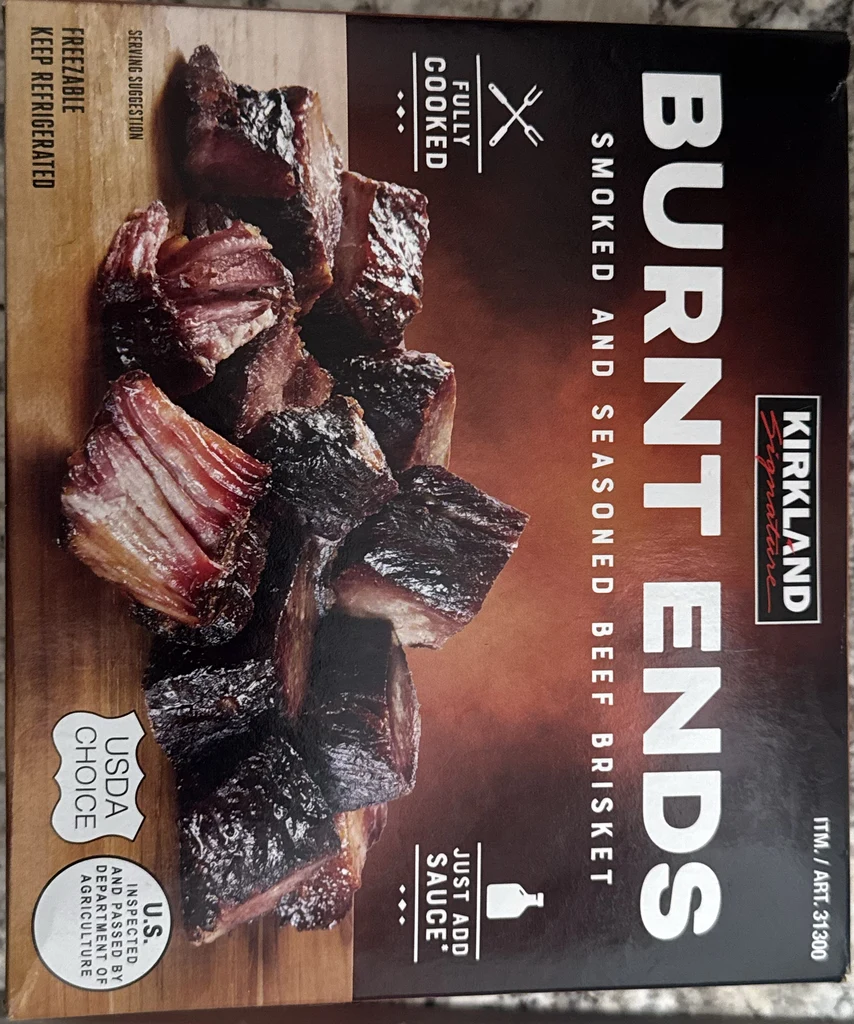 KIRKLAND
Signature
ITM. / ART. 31300
BURNT ENDS
SMOKED AND SEASONED BEEF BRISKET
FULLY
COOKED
JUST ADD
SAUCE*
SERVING SUGGESTION
FREEZABLE
KEEP REFRIGERATED
USDA
CHOICE
U.S.
INSPECTED
AND PASSED BY
DEPARTMENT OF
AGRICULTURE